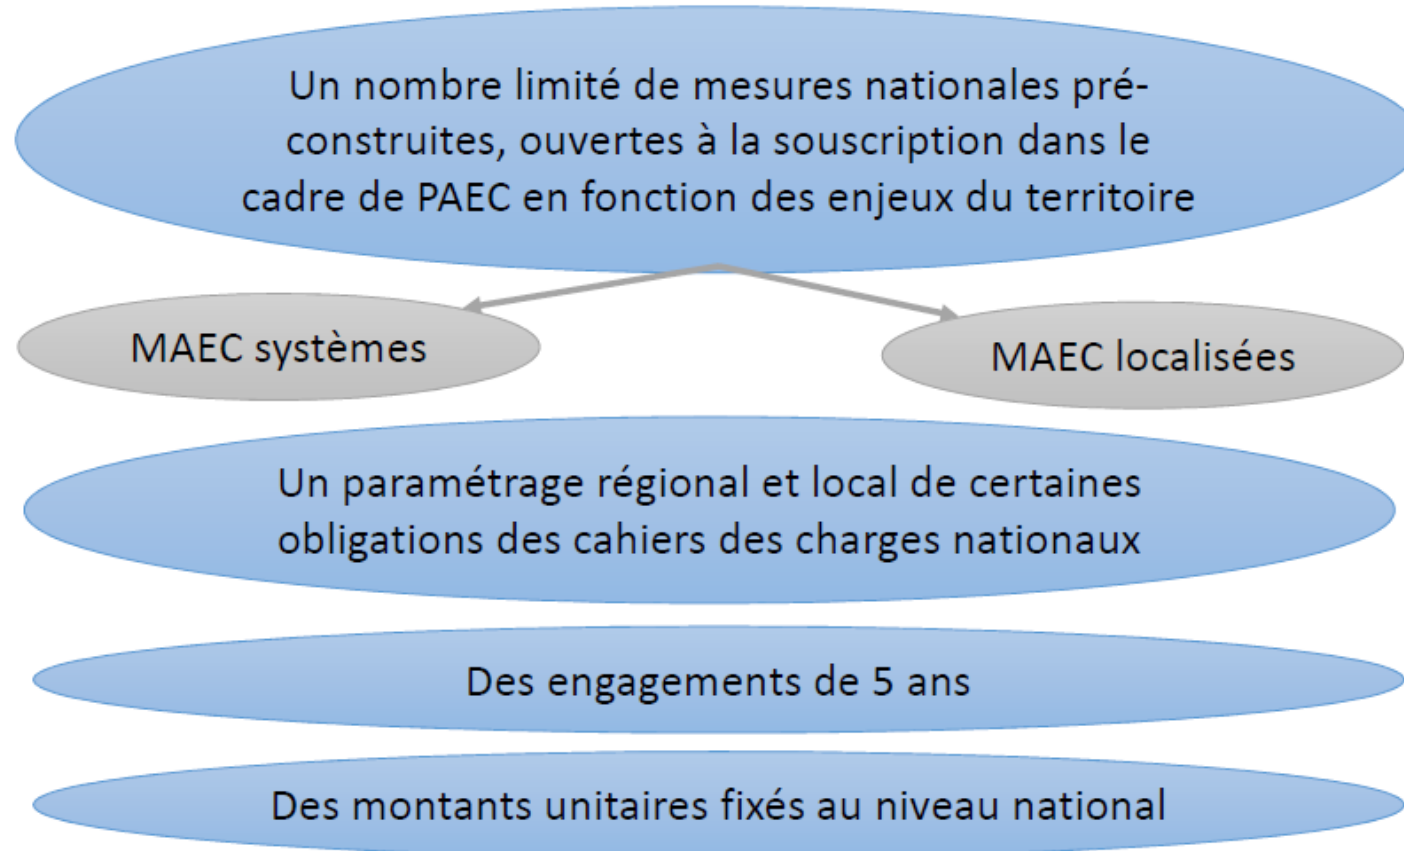 Un nombre limité de mesures nationales pré-
construites, ouvertes à la souscription dans le
cadre de PAEC en fonction des enjeux du territoire
MAEC systèmes
MAEC localisées
Un paramétrage régional et local de certaines
obligations des cahiers des charges nationaux
Des engagements de 5 ans
Des montants unitaires fixés au niveau national